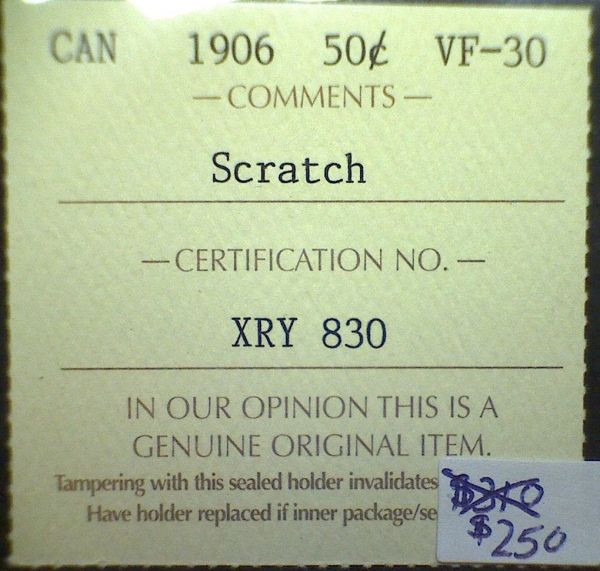 CAN 1906 50¢ VF-30
— COMMENTS —
Scratch
— CERTIFICATION NO. —
XRY 830
IN OUR OPINION THIS IS A
GENUINE ORIGINAL ITEM.
Tampering with this sealed holder invalidates
Have holder replaced if inner package/se
$250